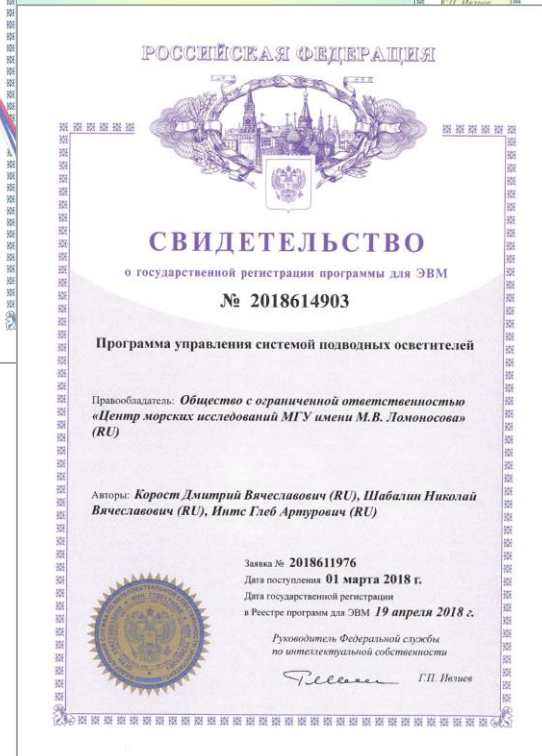 Г.П. Ивлиев
РОССИЙСКАЯ ФЕДЕРАЦИЯ
СВИДЕТЕЛЬСТВО
о государственной регистрации программы для ЭВМ
№ 2018614903
Программа управления системой подводных осветителей
Правообладатель: Общество с ограниченной ответственностью
«Центр морских исследований МГУ имени М.В. Ломоносова»
(RU)
Авторы: Корост Дмитрий Вячеславович (RU), Шабалин Николай
Вячеславович (RU), Интс Глеб Артурович (RU)
Заявка № 2018611976
Дата поступления 01 марта 2018 г.
Дата государственной регистрации
в Реестре программ для ЭВМ 19 апреля 2018 г.
Руководитель Федеральной службы
по интеллектуальной собственности
Г.П. Ивлиев